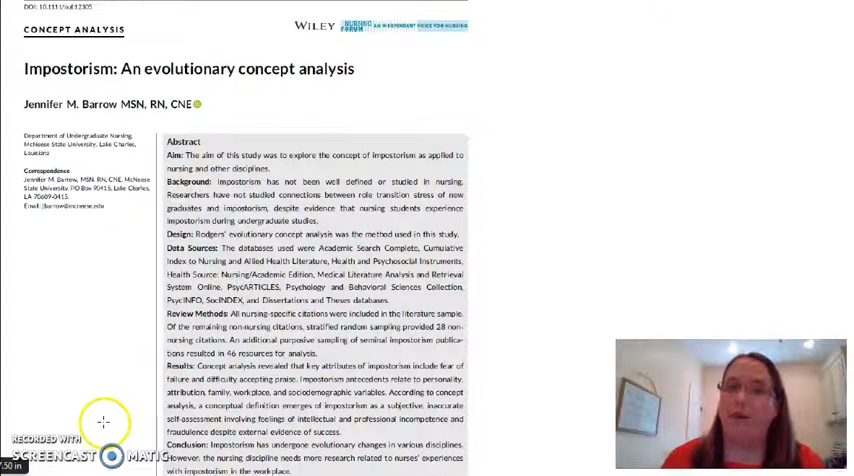 DOI: 10.1111/nuf.12305
CONCEPT ANALYSIS
WILEY
NURSING FORUM AN INDEPENDENT VOICE FOR NURSING
Impostorism: An evolutionary concept analysis
Jennifer M. Barrow MSN, RN, CNE
Department of Undergraduate Nursing,
McNeese State University, Lake Charles,
Louisiana
Correspondence
Jennifer M. Barrow, MSN, RN, CNE, McNeese
State University, PO Box 90415, Lake Charles,
LA 70609-0415.
Email: jbarrow@mcneese.edu
Abstract
Aim: The aim of this study was to explore the concept of impostorism as applied to
nursing and other disciplines.
Background: Impostorism has not been well defined or studied in nursing.
Researchers have not studied connections between role transition stress of new
graduates and impostorism, despite evidence that nursing students experience
impostorism during undergraduate studies.
Design: Rodgers' evolutionary concept analysis was the method used in this study.
Data Sources: The databases used were Academic Search Complete, Cumulative
Index to Nursing and Allied Health Literature, Health and Psychosocial Instruments,
Health Source: Nursing/Academic Edition, Medical Literature Analysis and Retrieval
System Online, PsycARTICLES, Psychology and Behavioral Sciences Collection,
PsycINFO, SocINDEX, and Dissertations and Theses databases.
Review Methods: All nursing-specific citations were included in the literature sample.
Of the remaining non-nursing citations, stratified random sampling provided 28 non-
nursing citations. An additional purposive sampling of seminal impostorism publica-
tions resulted in 46 resources for analysis.
Results: Concept analysis revealed that key attributes of impostorism include fear of
failure and difficulty accepting praise. Impostorism antecedents relate to personality,
attribution, family, workplace, and sociodemographic variables. According to concept
analysis, a conceptual definition emerges of impostorism as a subjective, inaccurate
self-assessment involving feelings of intellectual and professional incompetence and
fraudulence despite external evidence of success.
Conclusion: Impostorism has undergone evolutionary changes in various disciplines.
However, the nursing discipline needs more research related to nurses' experiences
with impostorism in the workplace.
RECORDED WITH
SCREENCAST MATIC
7.50 in